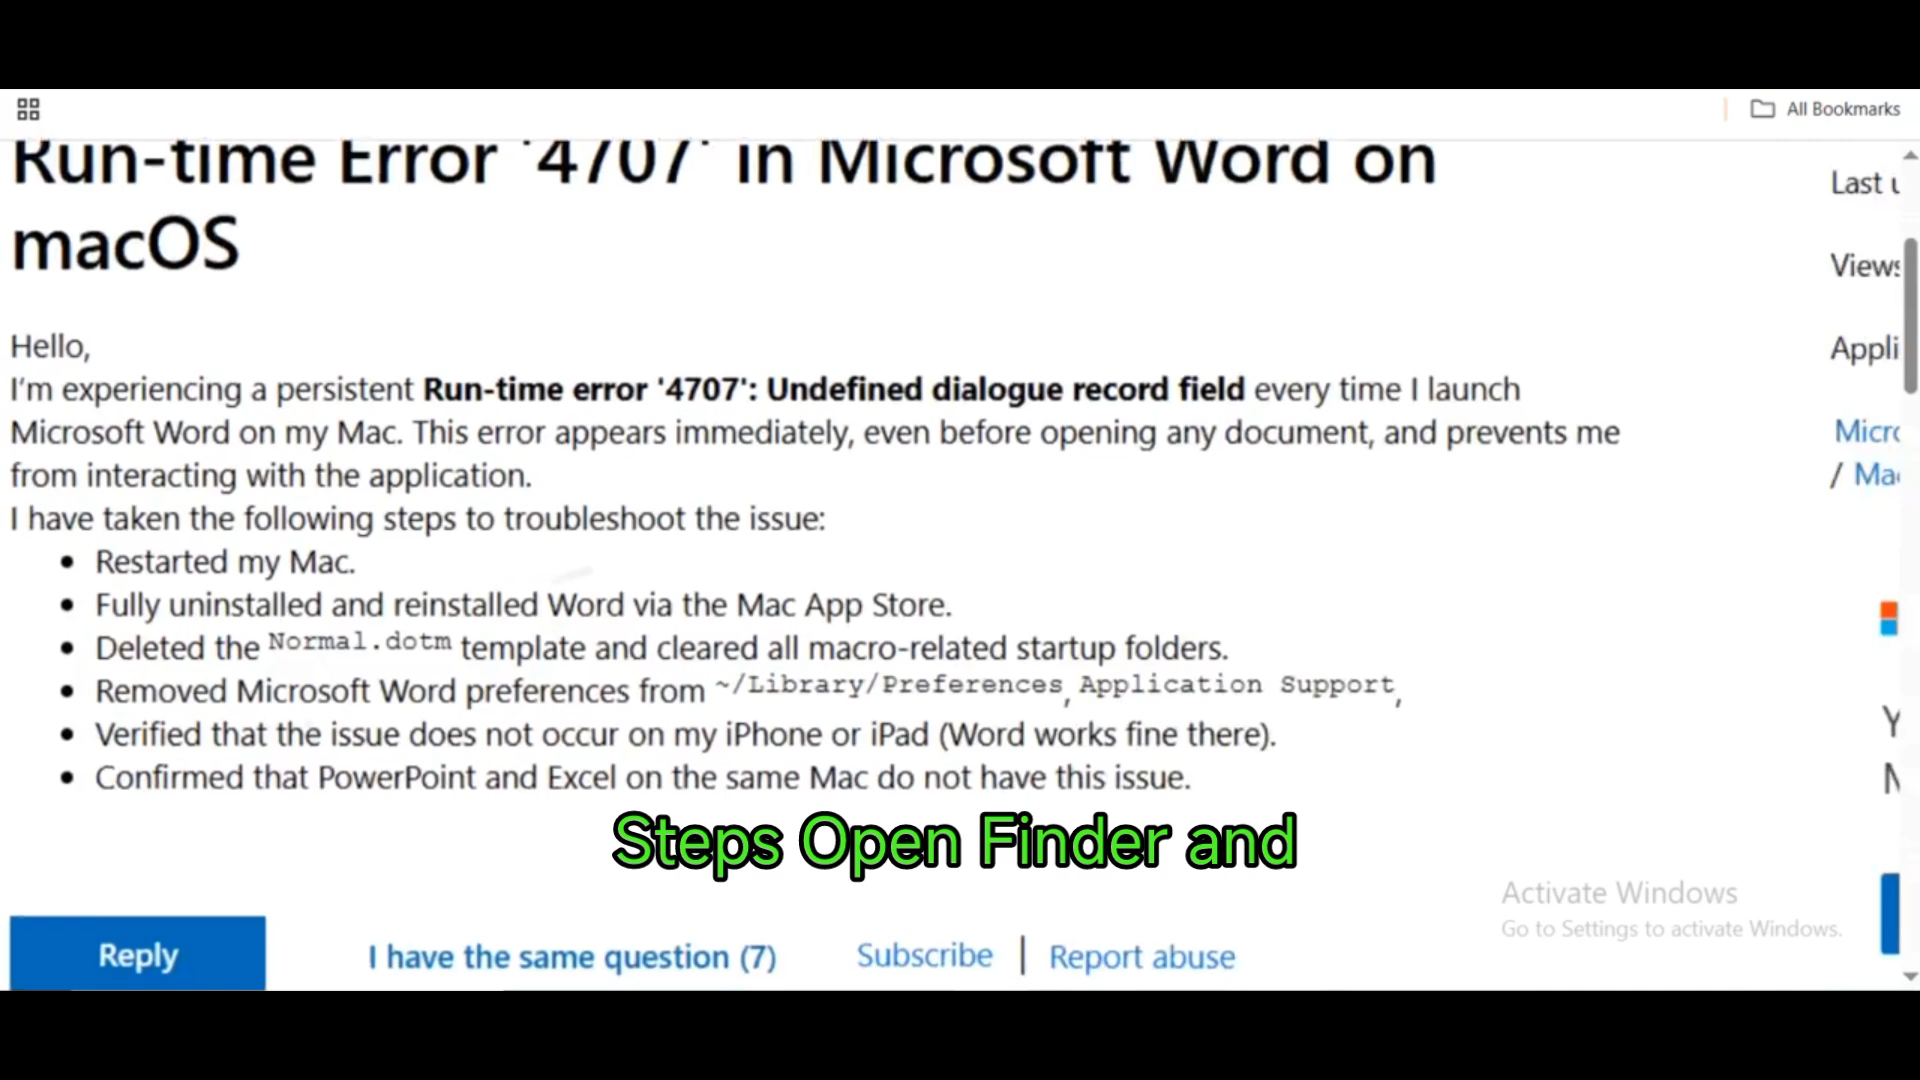 All Bookmarks
Run-time Error '4707' in Microsoft Word on
macOS
Last
Views
Hello,
I'm experiencing a persistent Run-time error '4707': Undefined dialogue record field every time I launch
Microsoft Word on my Mac. This error appears immediately, even before opening any document, and prevents me
from interacting with the application.
I have taken the following steps to troubleshoot the issue:
• Restarted my Mac.
• Fully uninstalled and reinstalled Word via the Mac App Store.
• Deleted the Normal.dotm template and cleared all macro-related startup folders.
• Removed Microsoft Word preferences from ~/Library/Preferences, Application Support,
• Verified that the issue does not occur on my iPhone or iPad (Word works fine there).
• Confirmed that PowerPoint and Excel on the same Mac do not have this issue.
Steps Open Finder and
Activate Windows
Go to Settings to activate Windows.
Reply
I have the same question (7)
Subscribe | Report abuse